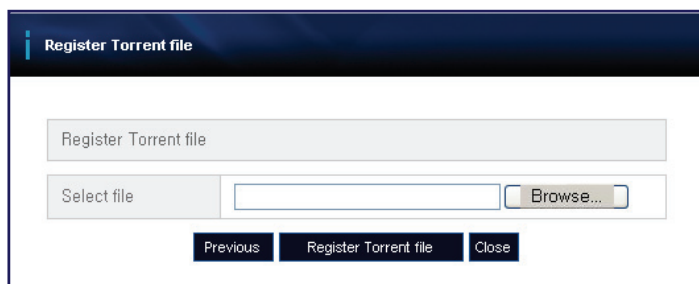 Register Torrent file
Register Torrent file
Select file Browse...
Previous Register Torrent file Close